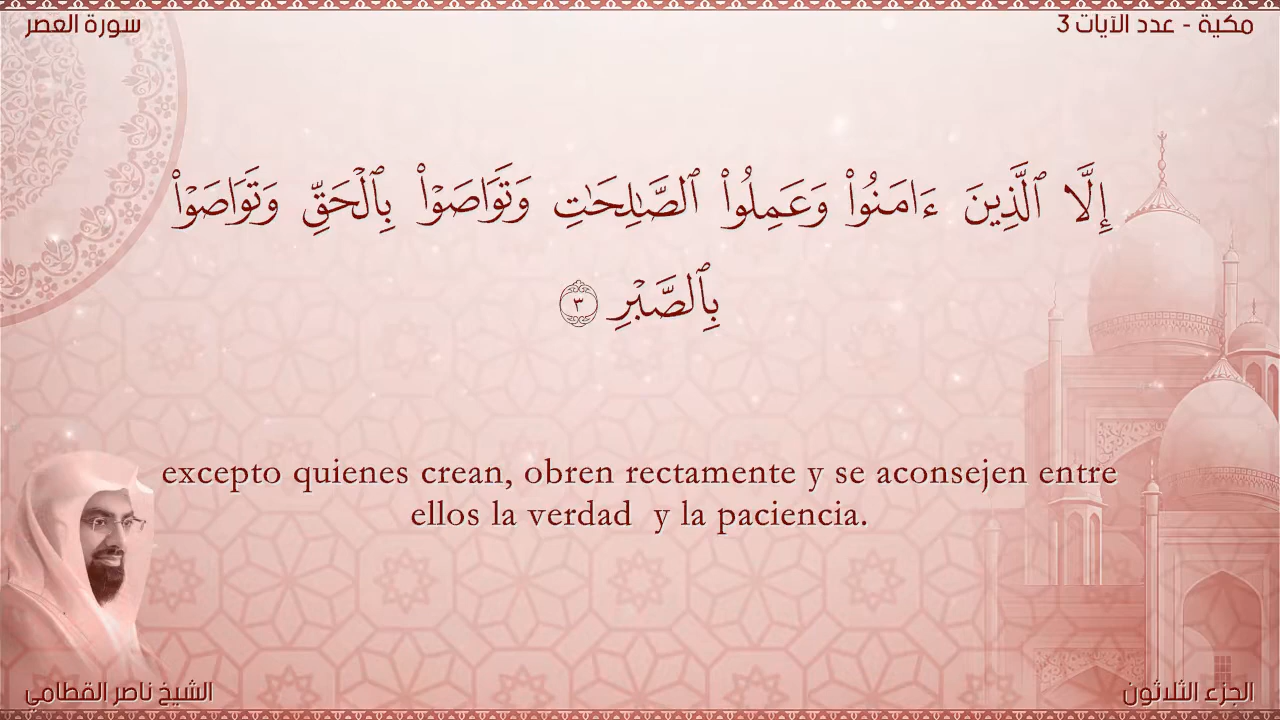 مكية - عدد الآيات 3
سورة العصر
إِلَّا ٱلَّذِينَ ءَامَنُوا۟ وَعَمِلُوا۟ ٱلصَّـٰلِحَـٰتِ وَتَوَاصَوْا۟ بِٱلْحَقِّ وَتَوَاصَوْا۟
بِٱلصَّبْرِ ٣
excepto quienes crean, obren rectamente y se aconsejen entre
ellos la verdad  y la paciencia.
الجزء الثلاثون
الشيخ ناصر القطامي